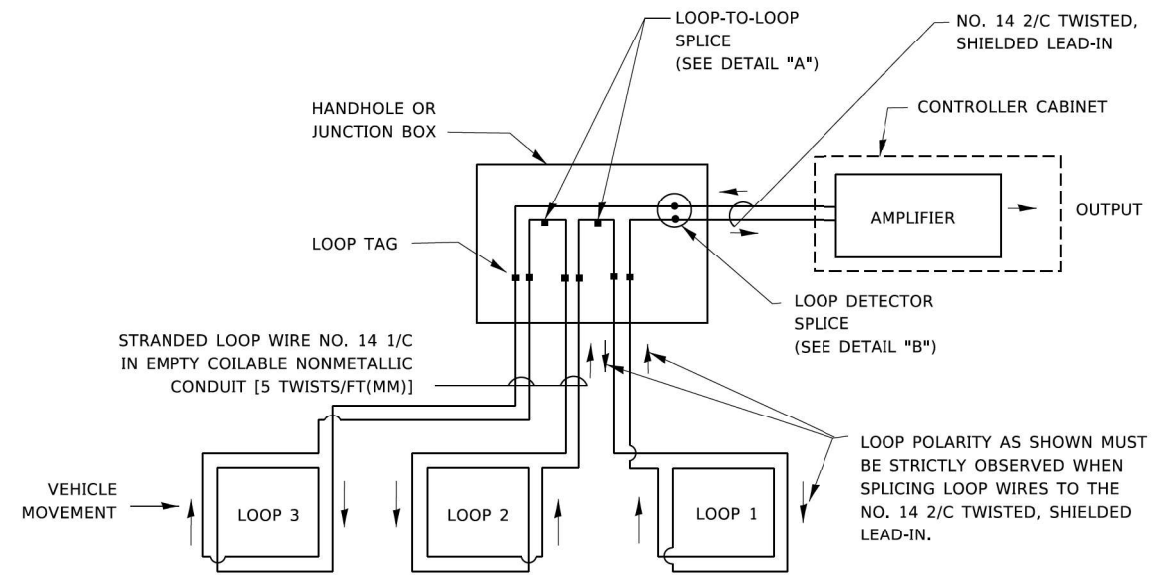 LOOP-TO-LOOP
SPLICE
(SEE DETAIL "A")
NO. 14 2/C TWISTED,
SHIELDED LEAD-IN
HANDHOLE OR
JUNCTION BOX
CONTROLLER CABINET
AMPLIFIER
OUTPUT
LOOP TAG
LOOP DETECTOR
SPLICE
(SEE DETAIL "B")
STRANDED LOOP WIRE NO. 14 1/C
IN EMPTY COILABLE NONMETALLIC
CONDUIT [5 TWISTS/FT(MM)]
LOOP POLARITY AS SHOWN MUST
BE STRICTLY OBSERVED WHEN
SPLICING LOOP WIRES TO THE
NO. 14 2/C TWISTED, SHIELDED
LEAD-IN.
VEHICLE
MOVEMENT
LOOP 3
LOOP 2
LOOP 1